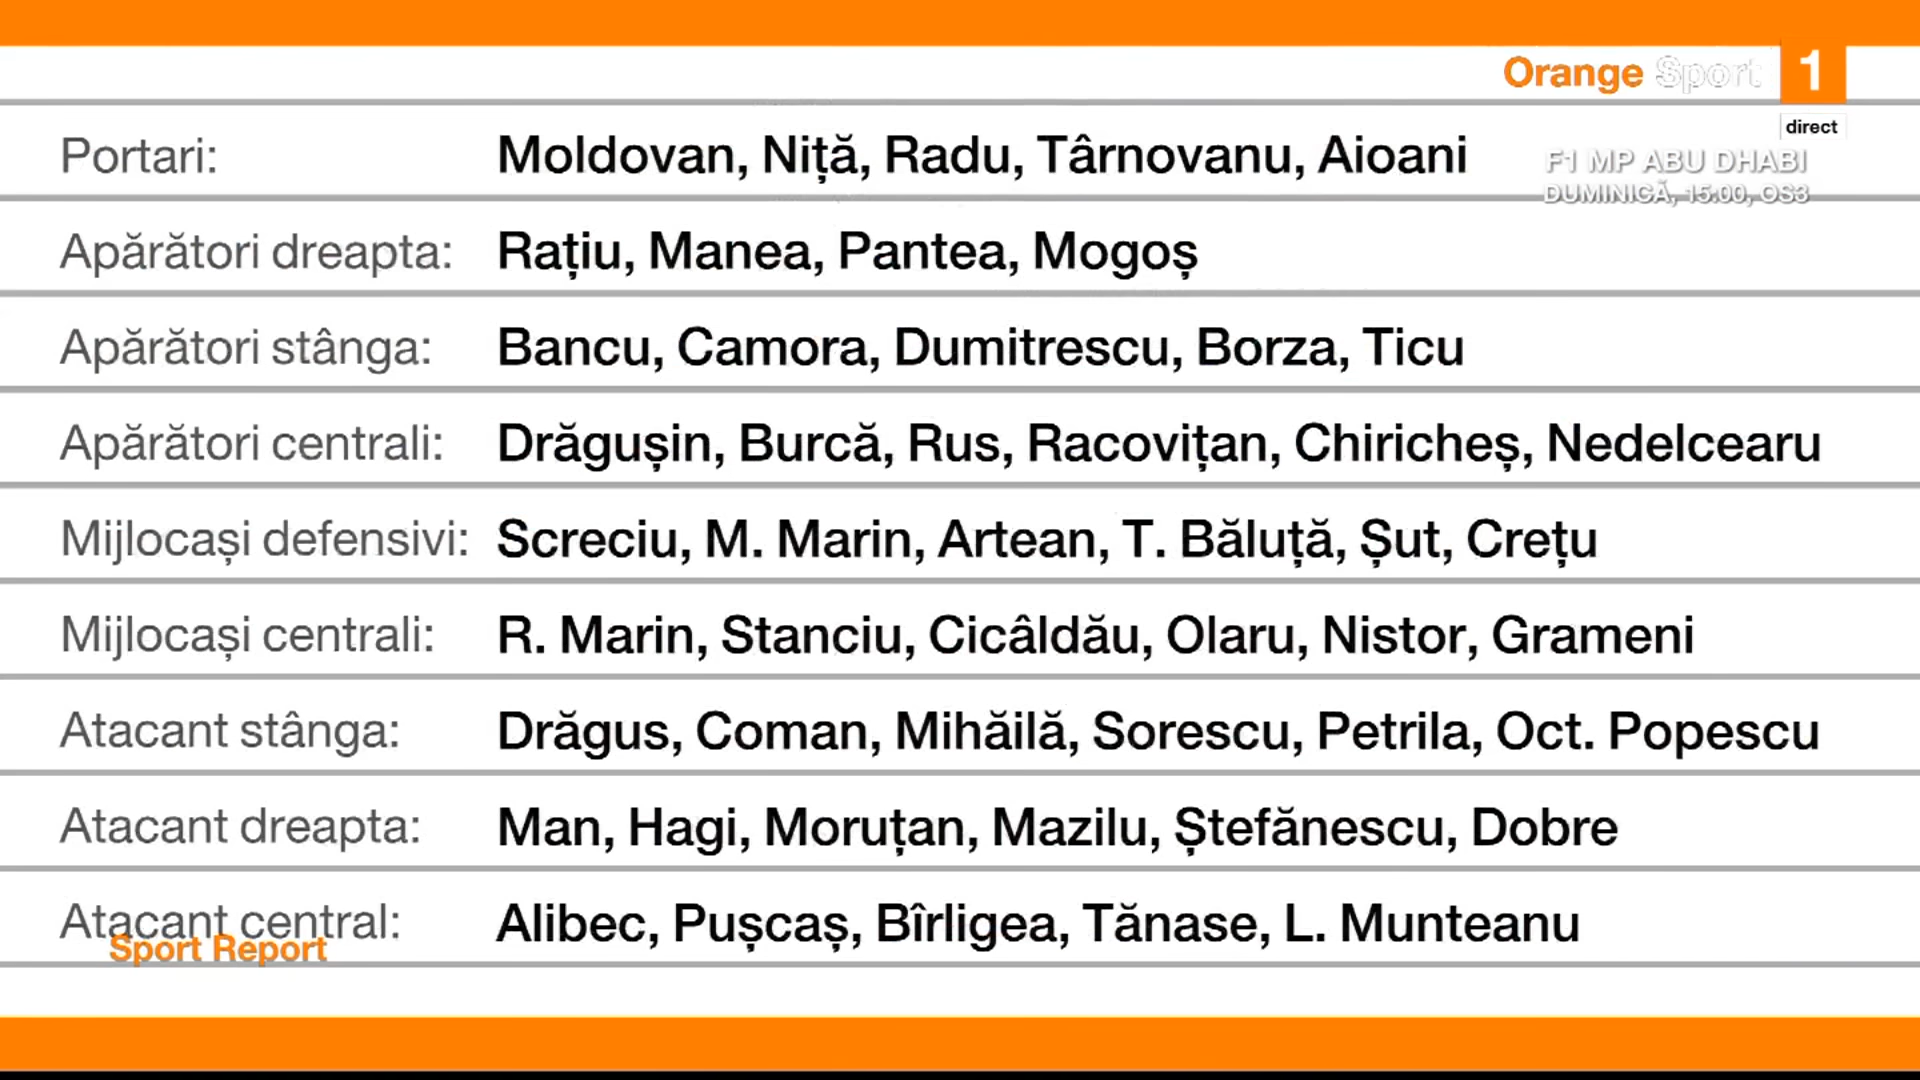 Orange Sport 1
direct
F1 MP ABU DHABI
DUMINICĂ, 15:00, OS3
Portari: Moldovan, Niță, Radu, Târnovanu, Aioani
Apărători dreapta: Rațiu, Manea, Pantea, Mogoș
Apărători stânga: Bancu, Camora, Dumitrescu, Borza, Ticu
Apărători centrali: Drăgușin, Burcă, Rus, Racovițan, Chiricheș, Nedelcearu
Mijlocași defensivi: Screciu, M. Marin, Artean, T. Băluță, Șut, Crețu
Mijlocași centrali: R. Marin, Stanciu, Cicâldău, Olaru, Nistor, Grameni
Atacant stânga: Drăgus, Coman, Mihăilă, Sorescu, Petrila, Oct. Popescu
Atacant dreapta: Man, Hagi, Moruțan, Mazilu, Ștefănescu, Dobre
Atacant central: Alibec, Pușcaș, Bîrligea, Tănase, L. Munteanu
Sport Report